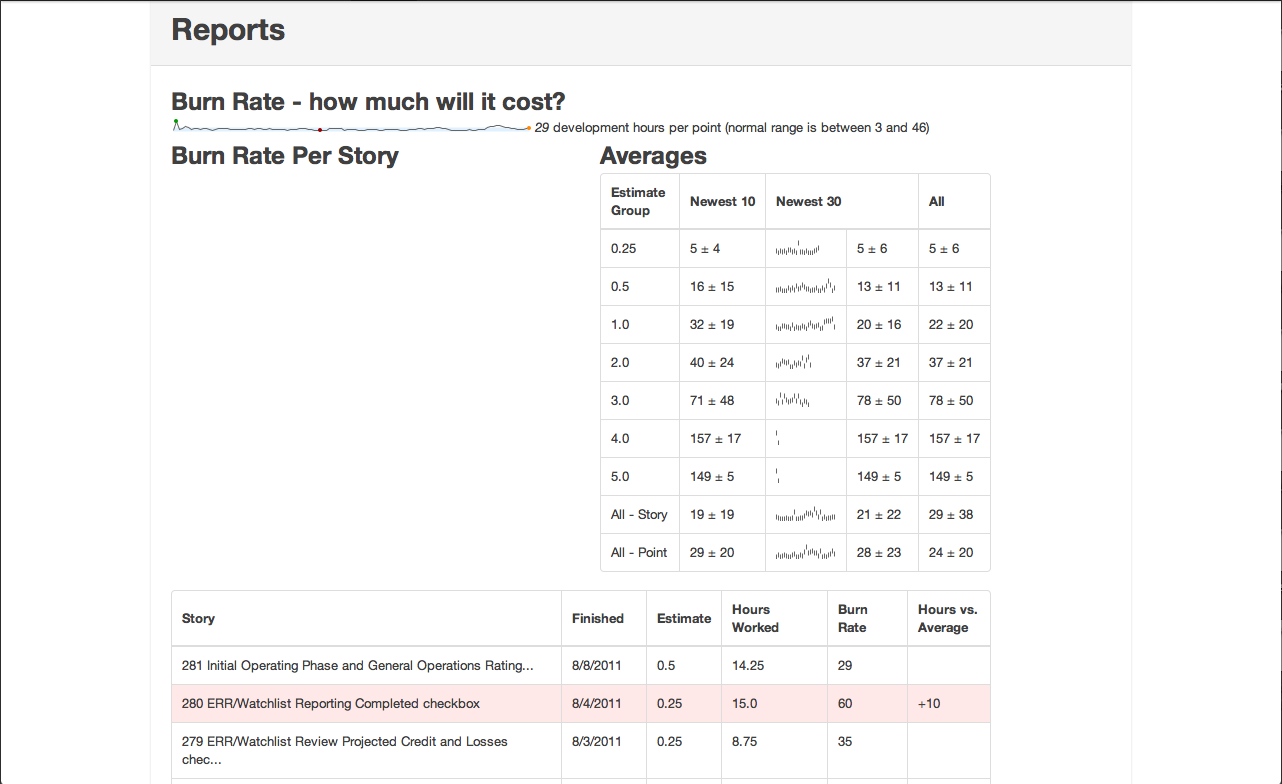 Reports
Burn Rate - how much will it cost?
29 development hours per point (normal range is between 3 and 46)
Burn Rate Per Story
Averages
Estimate Group Newest 10 Newest 30 All
0.25 5 ± 4 5 ± 6 5 ± 6
0.5 16 ± 15 13 ± 11 13 ± 11
1.0 32 ± 19 20 ± 16 22 ± 20
2.0 40 ± 24 37 ± 21 37 ± 21
3.0 71 ± 48 78 ± 50 78 ± 50
4.0 157 ± 17 157 ± 17 157 ± 17
5.0 149 ± 5 149 ± 5 149 ± 5
All - Story 19 ± 19 21 ± 22 29 ± 38
All - Point 29 ± 20 28 ± 23 24 ± 20
Story Finished Estimate Hours Worked Burn Rate Hours vs. Average
281 Initial Operating Phase and General Operations Rating... 8/8/2011 0.5 14.25 29
280 ERR/Watchlist Reporting Completed checkbox 8/4/2011 0.25 15.0 60 +10
279 ERR/Watchlist Review Projected Credit and Losses chec... 8/3/2011 0.25 8.75 35